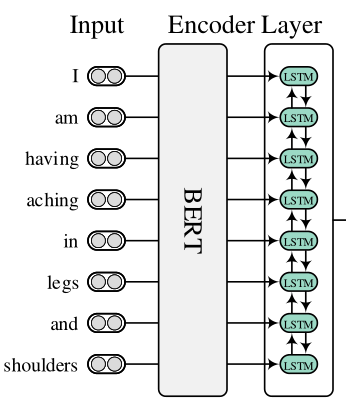 Input Encoder Layer
I LSTM
am LSTM
having LSTM
aching LSTM
BERT
in LSTM
legs LSTM
and LSTM
shoulders LSTM